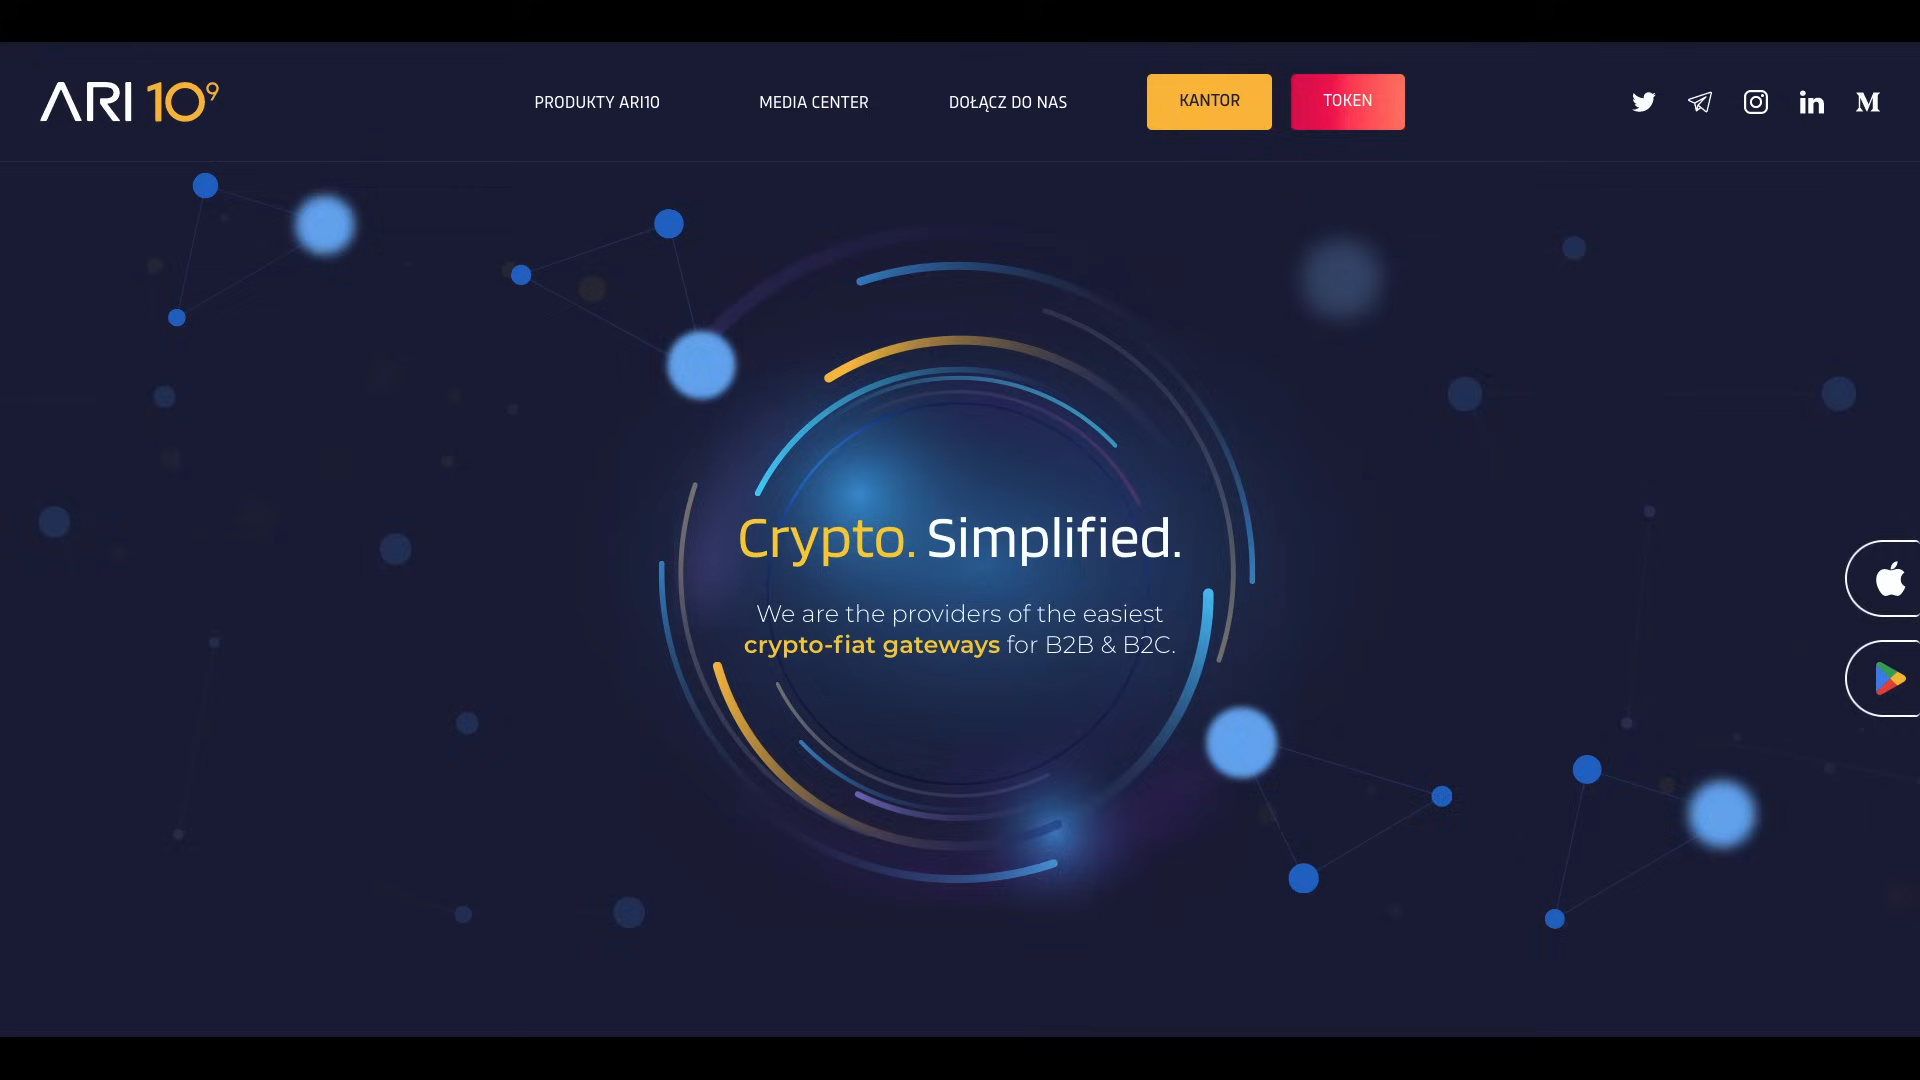 ARI 10⁹
PRODUKTY ARI10
MEDIA CENTER
DOŁĄCZ DO NAS
KANTOR
TOKEN
Crypto. Simplified.
We are the providers of the easiest
crypto-fiat gateways for B2B & B2C.